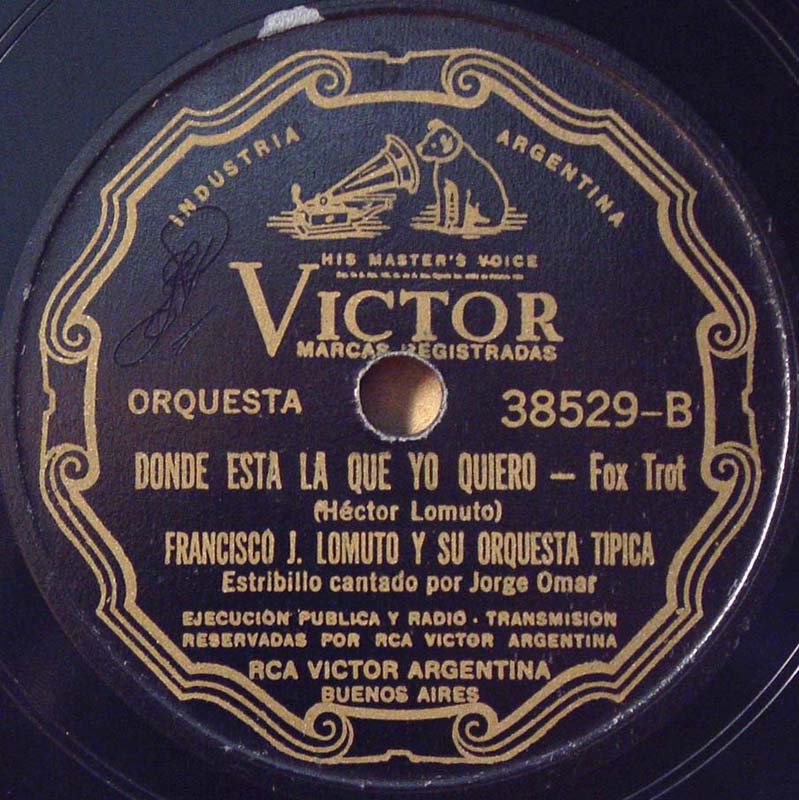 INDUSTRIA ARGENTINA
HIS MASTER'S VOICE
VICTOR
MARCAS REGISTRADAS
ORQUESTA 38529-B
DONDE ESTA LA QUE YO QUIERO — Fox Trot
(Héctor Lomuto)
FRANCISCO J. LOMUTO Y SU ORQUESTA TIPICA
Estribillo cantado por Jorge Omar
EJECUCIÓN PUBLICA Y RADIO - TRANSMISIÓN
RESERVADAS POR RCA VICTOR ARGENTINA
RCA VICTOR ARGENTINA
BUENOS AIRES